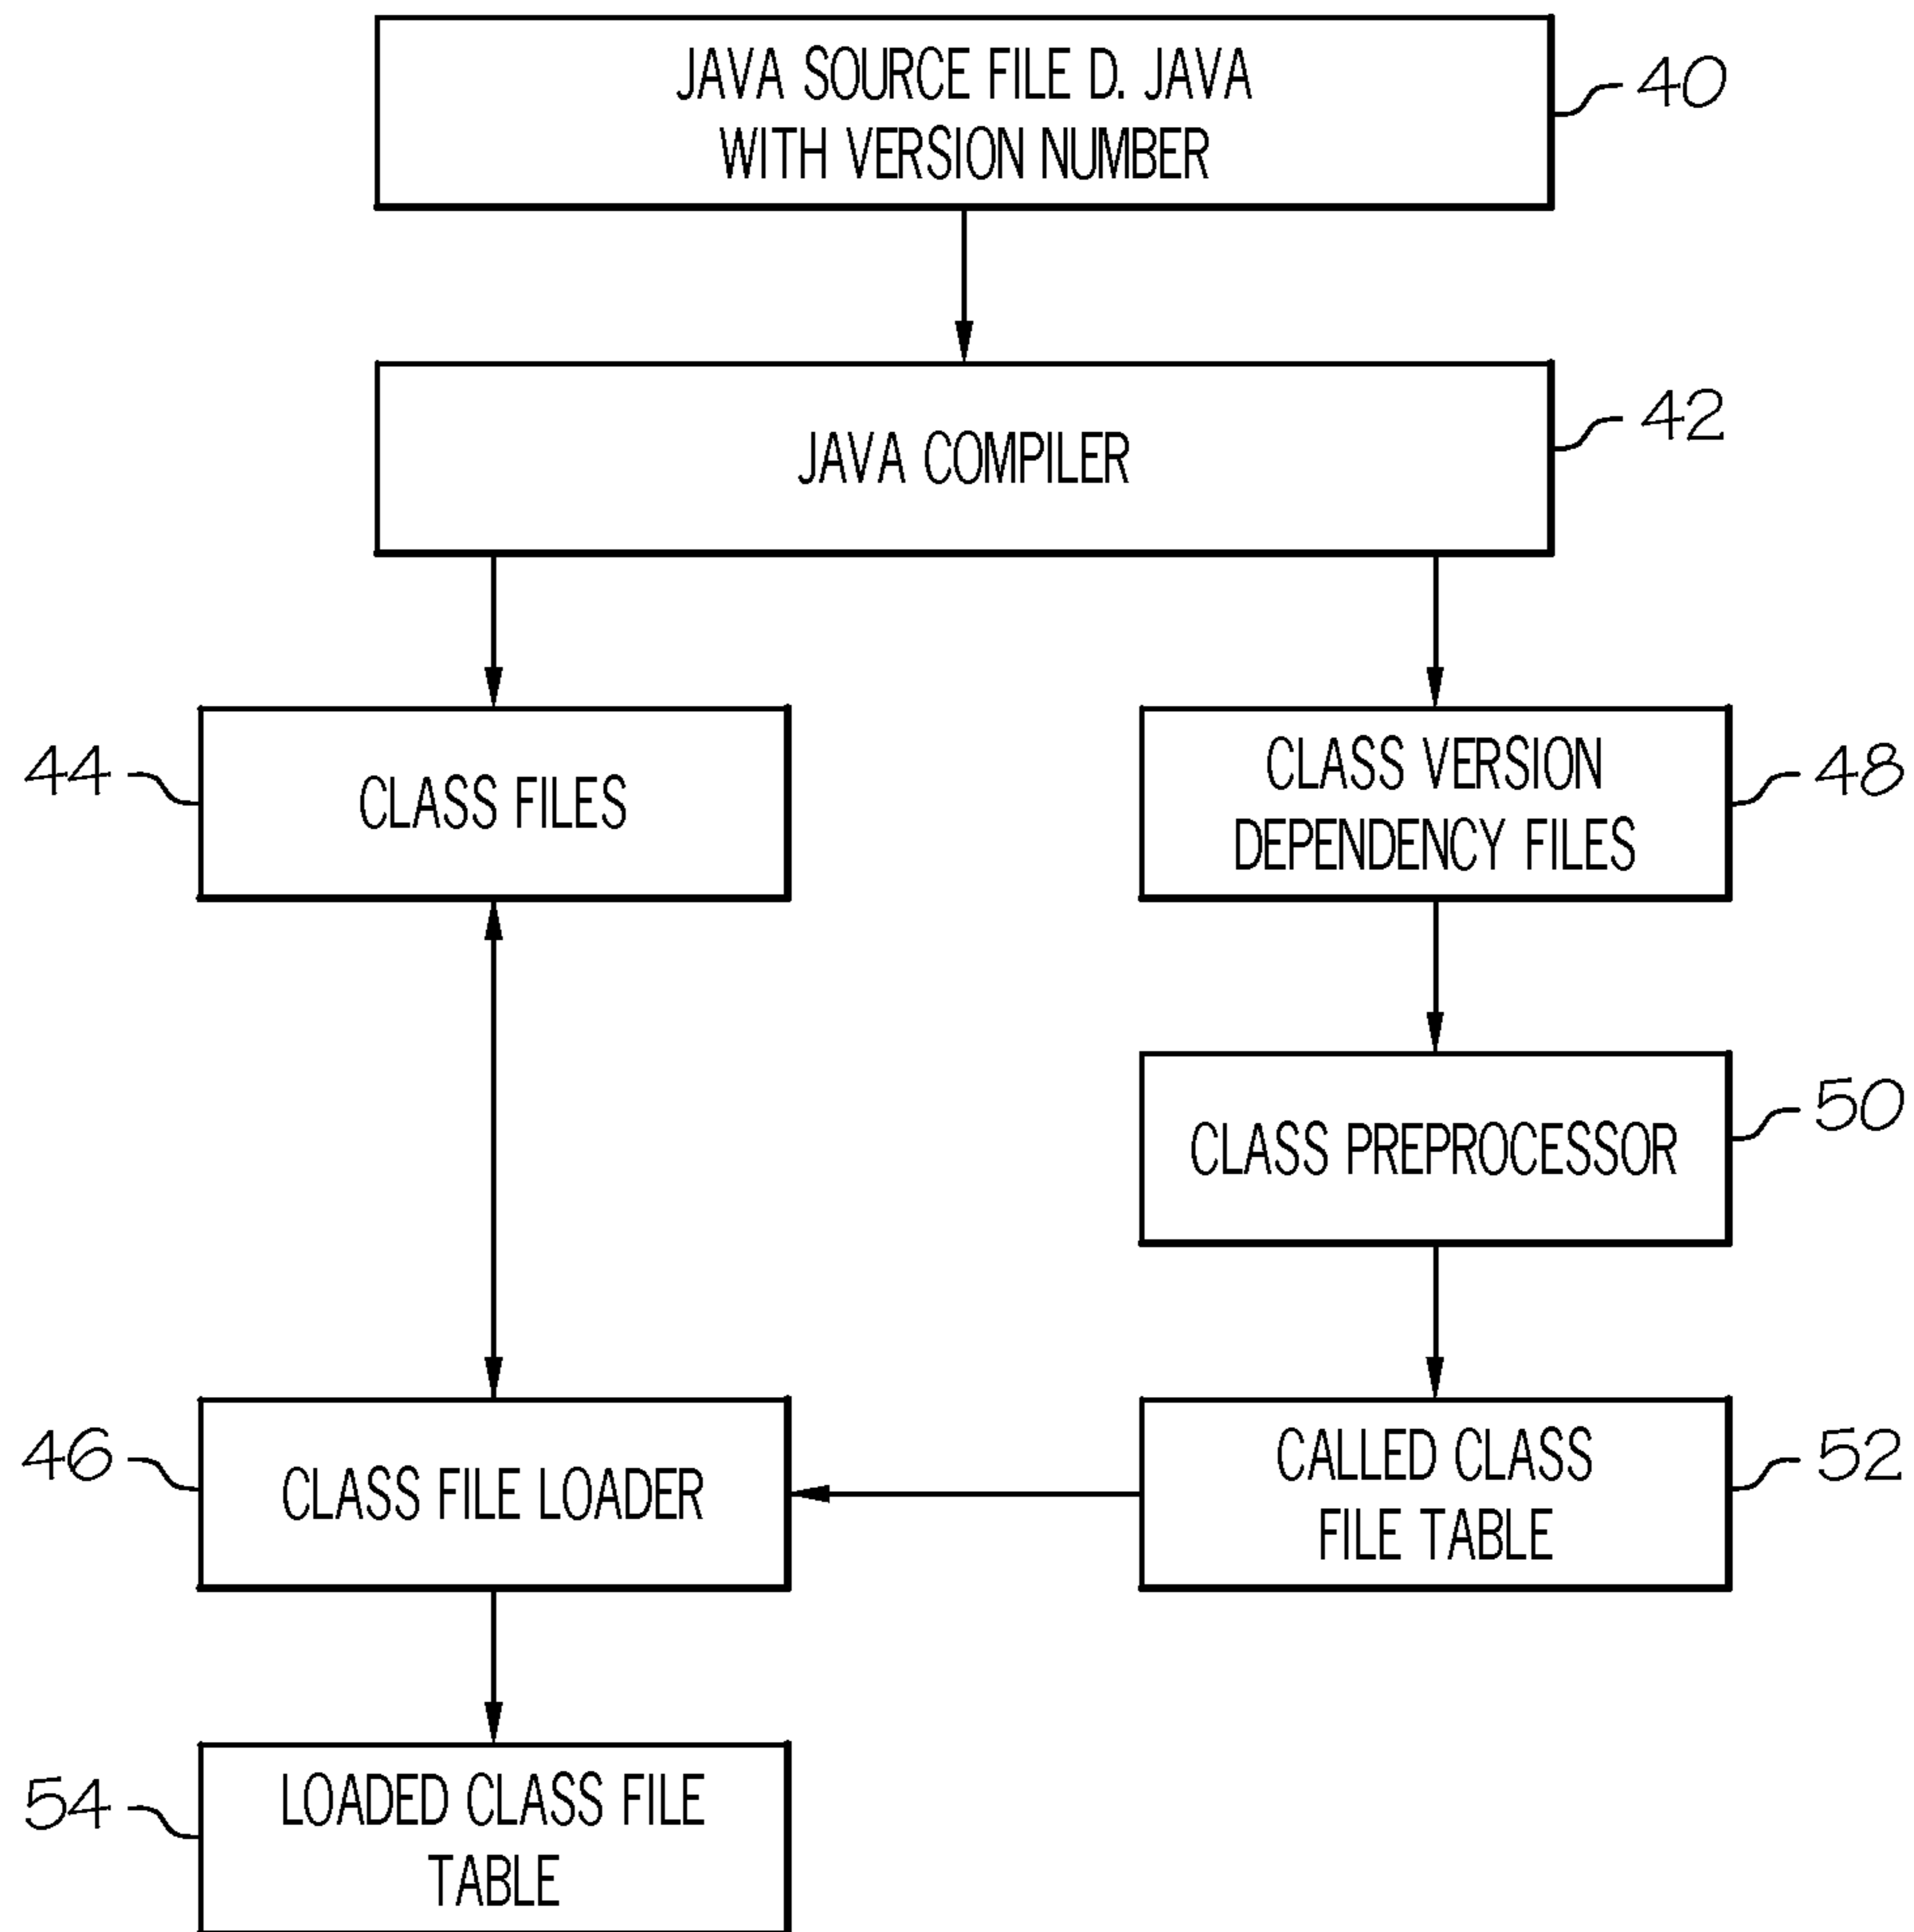 JAVA SOURCE FILE D. JAVA
WITH VERSION NUMBER
40
JAVA COMPILER
42
44
CLASS FILES
CLASS VERSION
DEPENDENCY FILES
48
CLASS PREPROCESSOR
50
46
CLASS FILE LOADER
CALLED CLASS
FILE TABLE
52
54
LOADED CLASS FILE
TABLE